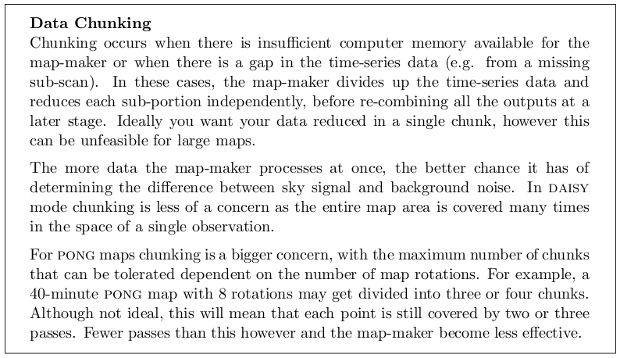 Data Chunking
Chunking occurs when there is insufficient computer memory available for the
map-maker or when there is a gap in the time-series data (e.g. from a missing
sub-scan). In these cases, the map-maker divides up the time-series data and
reduces each sub-portion independently, before re-combining all the outputs at a
later stage. Ideally you want your data reduced in a single chunk, however this
can be unfeasible for large maps.
The more data the map-maker processes at once, the better chance it has of
determining the difference between sky signal and background noise. In DAISY
mode chunking is less of a concern as the entire map area is covered many times
in the space of a single observation.
For PONG maps chunking is a bigger concern, with the maximum number of chunks
that can be tolerated dependent on the number of map rotations. For example, a
40-minute PONG map with 8 rotations may get divided into three or four chunks.
Although not ideal, this will mean that each point is still covered by two or three
passes. Fewer passes than this however and the map-maker become less effective.